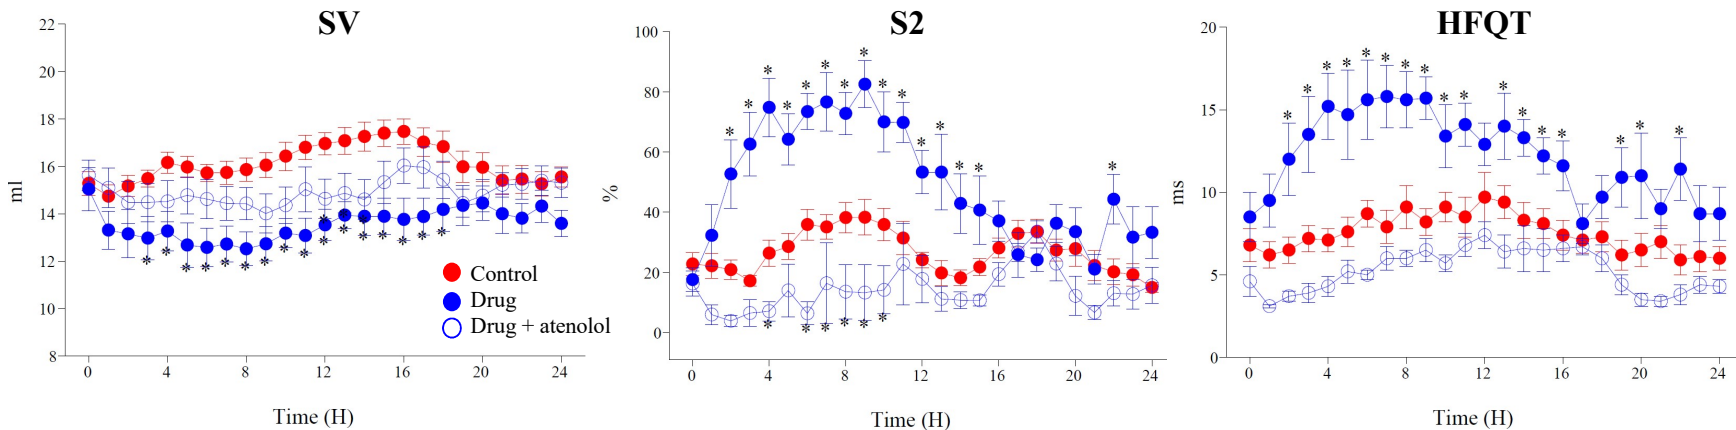 SV
22
20
18
16
14
12
10
8
ml
0 4 8 12 16 20 24
Time (H)
Control
Drug
Drug + atenolol
S2
100
80
60
40
20
0
%
0 4 8 12 16 20 24
Time (H)
HFQT
20
15
10
5
0
ms
0 4 8 12 16 20 24
Time (H)